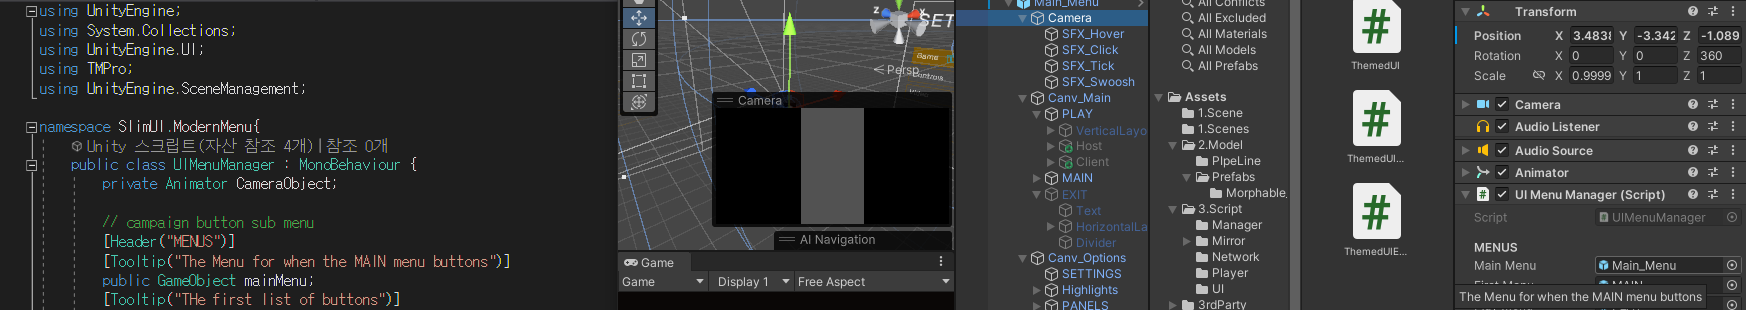 using UnityEngine;
using System.Collections;
using UnityEngine.UI;
using TMPro;
using UnityEngine.SceneManagement;
namespace SlimUI.ModernMenu{
Unity 스크립트(자산 참조 4개)|참조 0개
public class UIMenuManager : MonoBehaviour {
private Animator CameraObject;
// campaign button sub menu
[Header("MENUS")]
[Tooltip("The Menu for when the MAIN menu buttons")]
public GameObject mainMenu;
[Tooltip("THe first list of buttons")]
z
x
SET
Game
Controls
< Persp
Camera
AI Navigation
Game
Game
Display 1
Free Aspect
Main_Menu
Camera
SFX_Hover
SFX_Click
SFX_Tick
SFX_Swoosh
Canv_Main
PLAY
VerticalLayo
Host
Client
MAIN
EXIT
Text
HorizontalLa
Divider
Canv_Options
SETTINGS
Highlights
PANELS
All Conflicts
All Excluded
All Materials
All Models
All Prefabs
Assets
1.Scene
1.Scenes
2.Model
PIpeLine
Prefabs
Morphable_
3.Script
Manager
Mirror
Network
Player
UI
3rdParty
ThemedUI
ThemedUI...
ThemedUIE...
Transform
Position X 3.4838 Y -3.342 Z -1.089
Rotation X 0 Y 0 Z 360
Scale X 0.9999 Y 1 Z 1
Camera
Audio Listener
Audio Source
Animator
UI Menu Manager (Script)
Script UIMenuManager
MENUS
Main Menu Main_Menu
The Menu for when the MAIN menu buttons